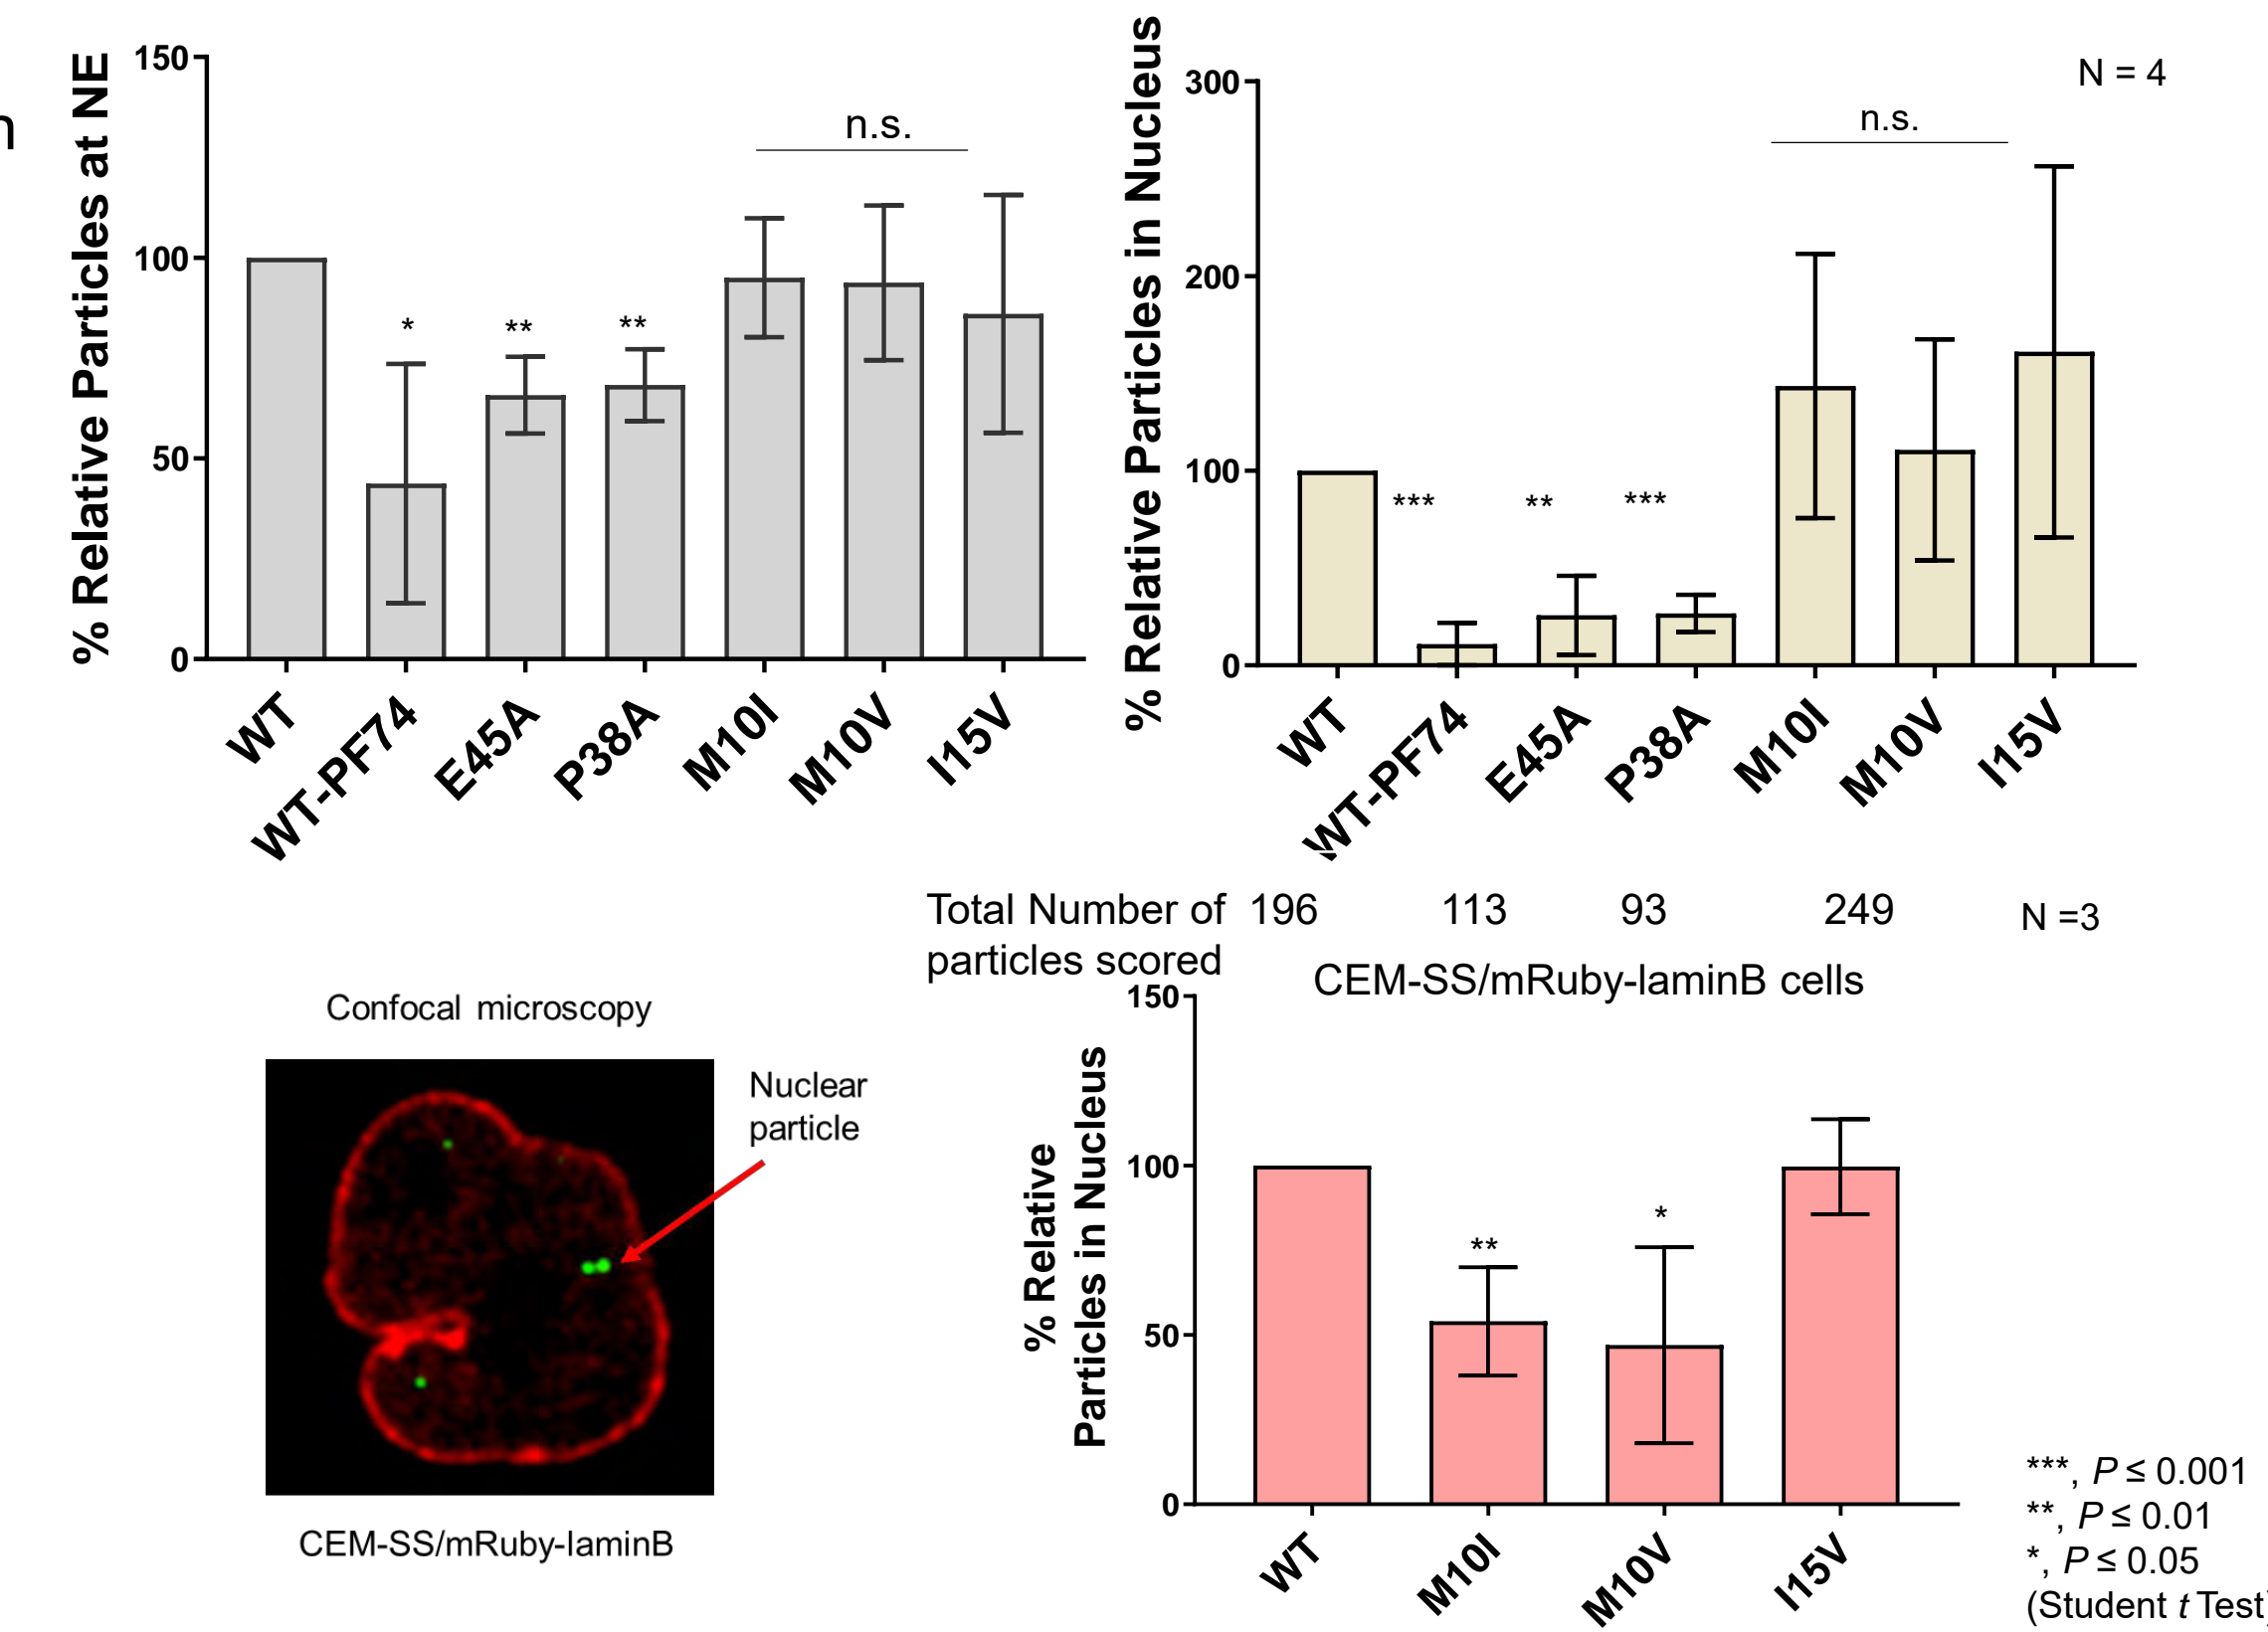 n
% Relative Particles at NE
150
100
50
0
n.s.
*
**
**
WT
WT-PF74
E45A
P38A
M10I
M10V
I15V
% Relative Particles in Nucleus
300
200
100
0
N = 4
n.s.
***
**
***
WT
WT-PF74
E45A
P38A
M10I
M10V
I15V
Total Number of
particles scored
196
113
93
249
N =3
CEM-SS/mRuby-laminB cells
Confocal microscopy
Nuclear
particle
CEM-SS/mRuby-laminB
% Relative
Particles in Nucleus
150
100
50
0
**
*
WT
M10I
M10V
I15V
***, P ≤ 0.001
**, P ≤ 0.01
*, P ≤ 0.05
(Student t Test)